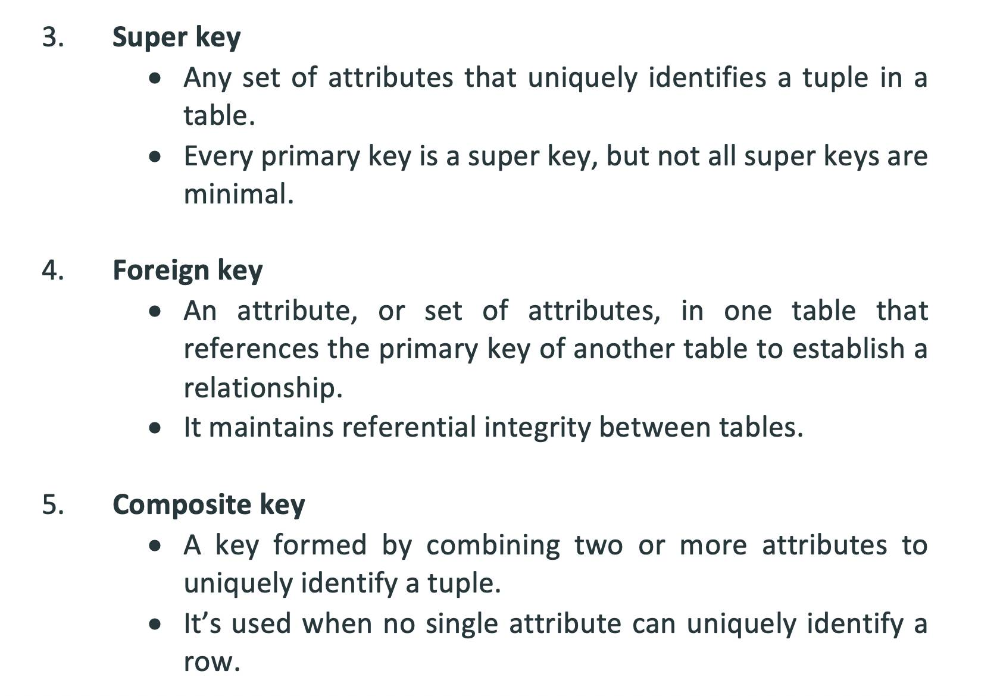 3. Super key
• Any set of attributes that uniquely identifies a tuple in a
table.
• Every primary key is a super key, but not all super keys are
minimal.
4. Foreign key
• An attribute, or set of attributes, in one table that
references the primary key of another table to establish a
relationship.
• It maintains referential integrity between tables.
5. Composite key
• A key formed by combining two or more attributes to
uniquely identify a tuple.
• It’s used when no single attribute can uniquely identify a
row.